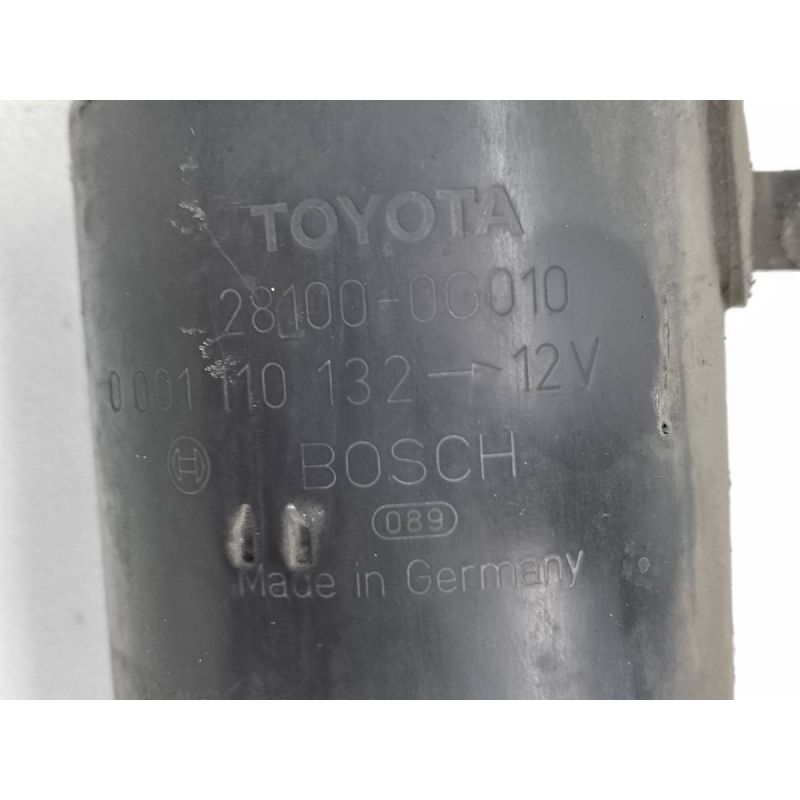 TOYOTA
28100-0G010
0001 110 132 → 12V
BOSCH
089
Made in Germany